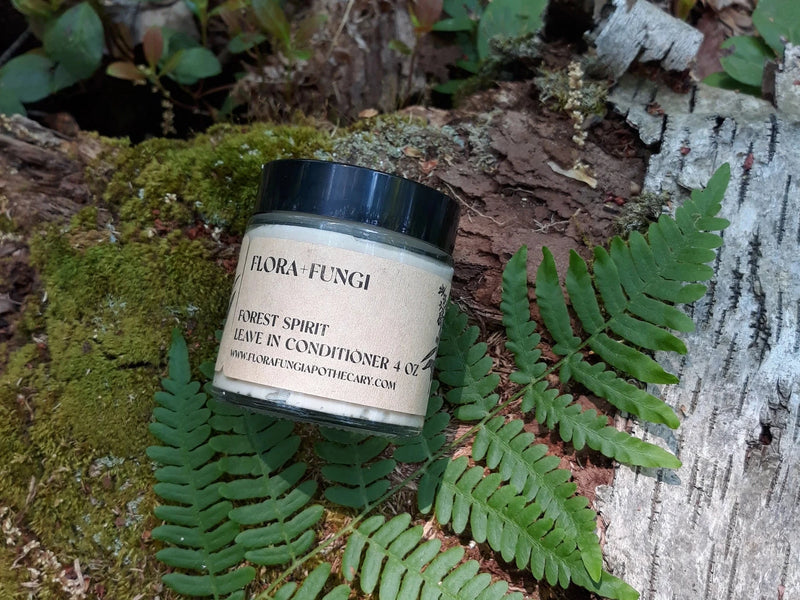 FLORA+FUNGI
FOREST SPIRIT
LEAVE IN CONDITIONER 4 OZ
WWW.FLORAFUNGIAPOTHECARY.COM